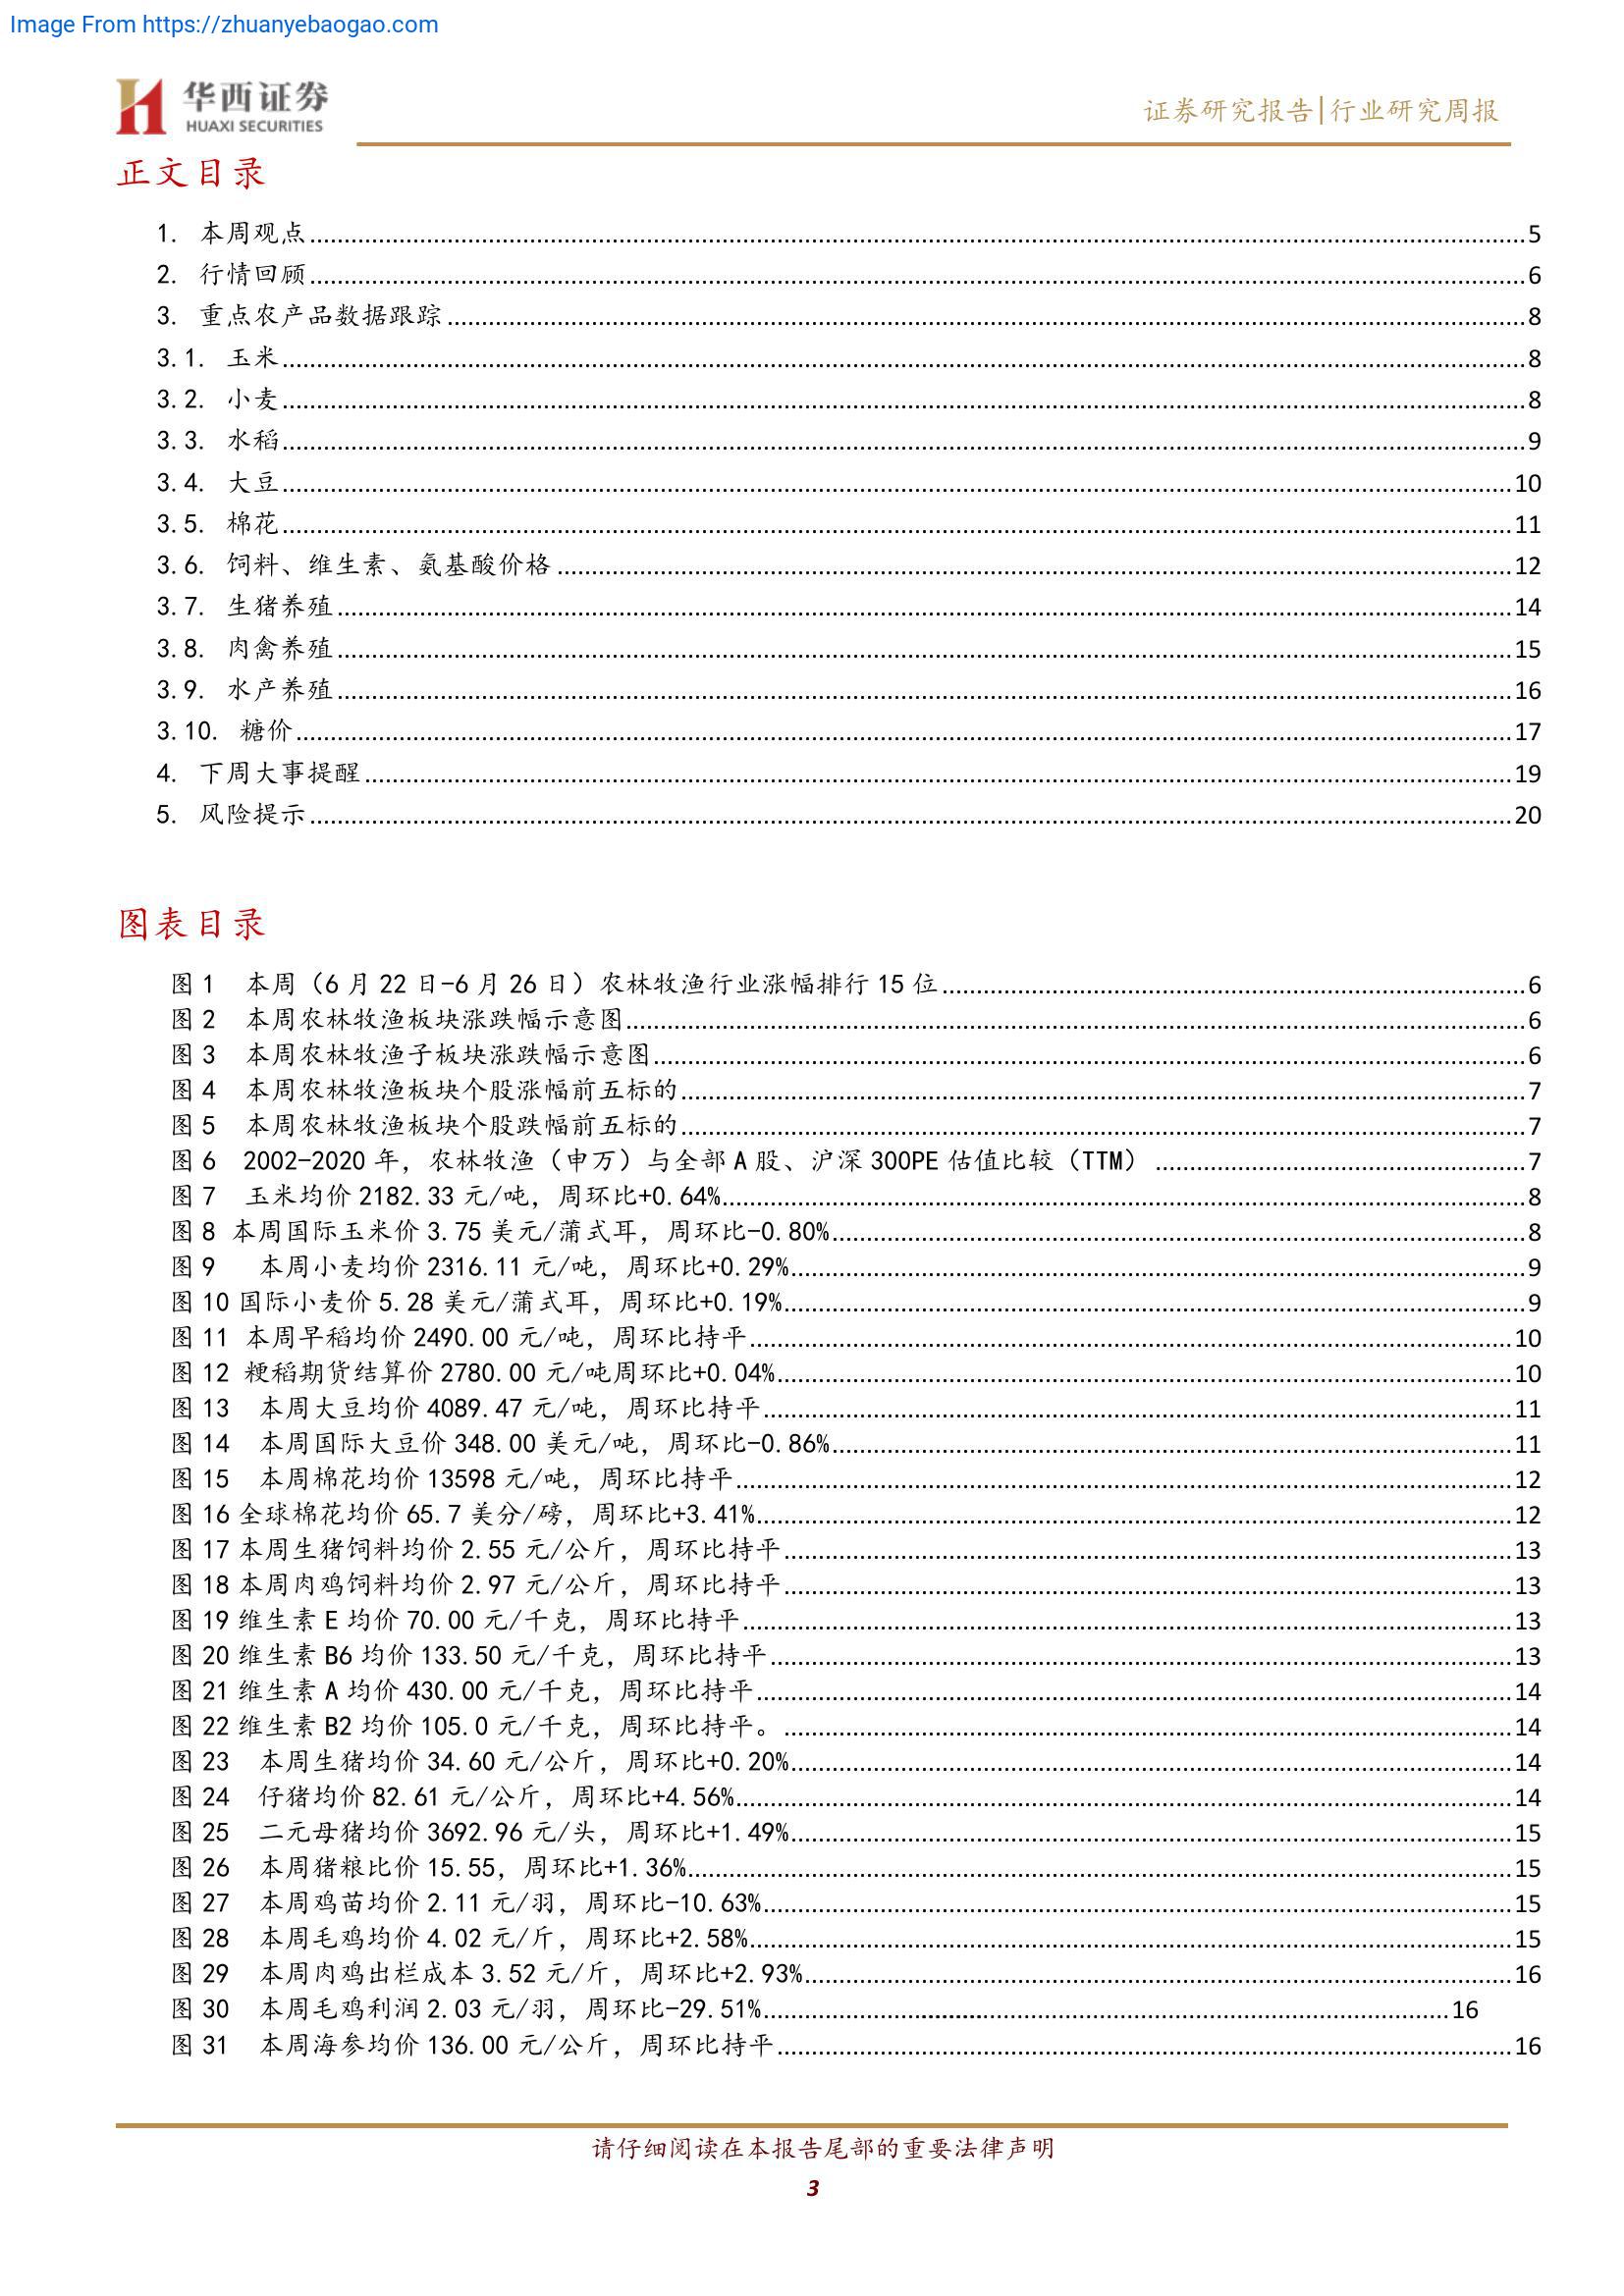 Image From https://zhuanyebaogao.com
华西证券
HUAXI SECURITIES
证券研究报告|行业研究周报
正文目录
1. 本周观点 5
2. 行情回顾 6
3. 重点农产品数据跟踪 8
3.1. 玉米 8
3.2. 小麦 8
3.3. 水稻 9
3.4. 大豆 10
3.5. 棉花 11
3.6. 饲料、维生素、氨基酸价格 12
3.7. 生猪养殖 14
3.8. 肉禽养殖 15
3.9. 水产养殖 16
3.10. 糖价 17
4. 下周大事提醒 19
5. 风险提示 20
图表目录
图 1 本周（6 月 22 日-6 月 26 日）农林牧渔行业涨幅排行 15 位 6
图 2 本周农林牧渔板块涨跌幅示意图 6
图 3 本周农林牧渔子板块涨跌幅示意图 6
图 4 本周农林牧渔板块个股涨幅前五标的 7
图 5 本周农林牧渔板块个股跌幅前五标的 7
图 6 2002-2020 年，农林牧渔（申万）与全部 A 股、沪深 300PE 估值比较（TTM） 7
图 7 玉米均价 2182.33 元/吨，周环比+0.64% 8
图 8 本周国际玉米价 3.75 美元/蒲式耳，周环比-0.80% 8
图 9 本周小麦均价 2316.11 元/吨，周环比+0.29% 9
图 10 国际小麦价 5.28 美元/蒲式耳，周环比+0.19% 9
图 11 本周早稻均价 2490.00 元/吨，周环比持平 10
图 12 粳稻期货结算价 2780.00 元/吨周环比+0.04% 10
图 13 本周大豆均价 4089.47 元/吨，周环比持平 11
图 14 本周国际大豆价 348.00 美元/吨，周环比-0.86% 11
图 15 本周棉花均价 13598 元/吨，周环比持平 12
图 16 全球棉花均价 65.7 美分/磅，周环比+3.41% 12
图 17 本周生猪饲料均价 2.55 元/公斤，周环比持平 13
图 18 本周肉鸡饲料均价 2.97 元/公斤，周环比持平 13
图 19 维生素 E 均价 70.00 元/千克，周环比持平 13
图 20 维生素 B6 均价 133.50 元/千克，周环比持平 13
图 21 维生素 A 均价 430.00 元/千克，周环比持平 14
图 22 维生素 B2 均价 105.0 元/千克，周环比持平。 14
图 23 本周生猪均价 34.60 元/公斤，周环比+0.20% 14
图 24 仔猪均价 82.61 元/公斤，周环比+4.56% 14
图 25 二元母猪均价 3692.96 元/头，周环比+1.49% 15
图 26 本周猪粮比价 15.55，周环比+1.36% 15
图 27 本周鸡苗均价 2.11 元/羽，周环比-10.63% 15
图 28 本周毛鸡均价 4.02 元/斤，周环比+2.58% 15
图 29 本周肉鸡出栏成本 3.52 元/斤，周环比+2.93% 16
图 30 本周毛鸡利润 2.03 元/羽，周环比-29.51% 16
图 31 本周海参均价 136.00 元/公斤，周环比持平 16
请仔细阅读在本报告尾部的重要法律声明
3